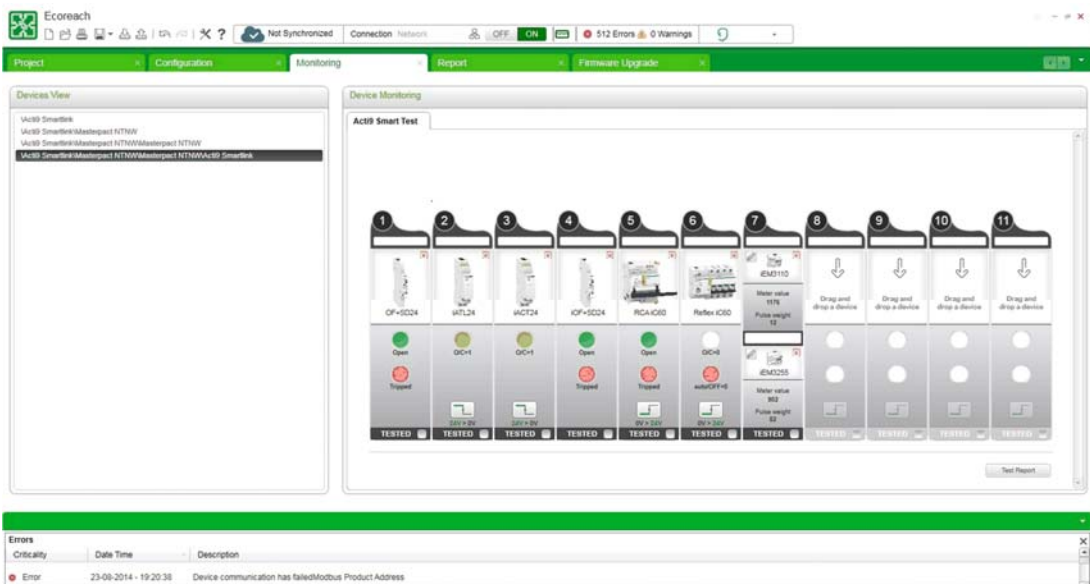 Ecoreach
Not Synchronized
Connection Network
OFF ON
512 Errors 0 Warnings
Project
Configuration
Monitoring
Report
Firmware Upgrade
Devices View
\Acti9 Smartlink
\Acti9 Smartlink\Masterpact NTNW
\Acti9 Smartlink\Masterpact NTNW\Masterpact NTNW
\Acti9 Smartlink\Masterpact NTNW\Masterpact NTNW\Acti9 Smartlink
Device Monitoring
Acti9 Smart Test
1 2 3 4 5 6 7 8 9 10 11
OF+SD24
Open
Tripped
TESTED
iATL24
O/C=1
24V > 0V
TESTED
iACT24
O/C=1
24V > 0V
TESTED
iOF+SD24
Open
Tripped
TESTED
RCA iC60
Open
Tripped
0V > 24V
TESTED
Reflex iC60
O/C=0
auto/OFF=0
0V > 24V
TESTED
iEM3110
Meter value
1176
Pulse weight
12
iEM3255
Meter value
952
Pulse weight
TESTED
Drag and
drop a device
TESTED
Drag and
drop a device
TESTED
Drag and
drop a device
TESTED
Drag and
drop a device
TESTED
Test Report
Errors
Criticality Date Time Description
Error 23-08-2014 - 19:20:38 Device communication has failedModbus Product Address